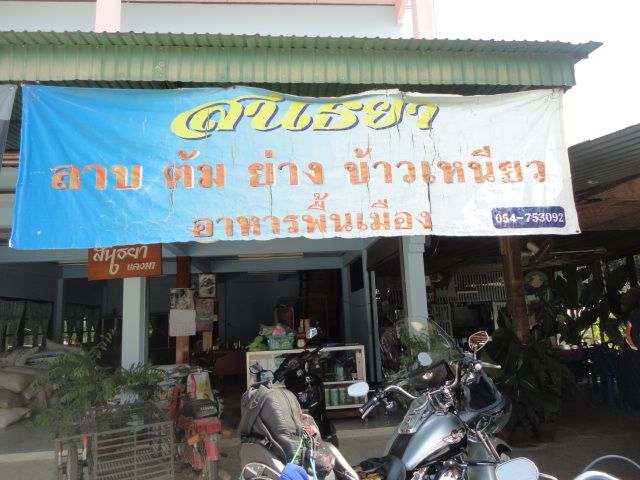 สนธยา
ลาบ ต้ม ย่าง ข้าวเหนียว
อาหารพื้นเมือง
054-753092
สนธยา